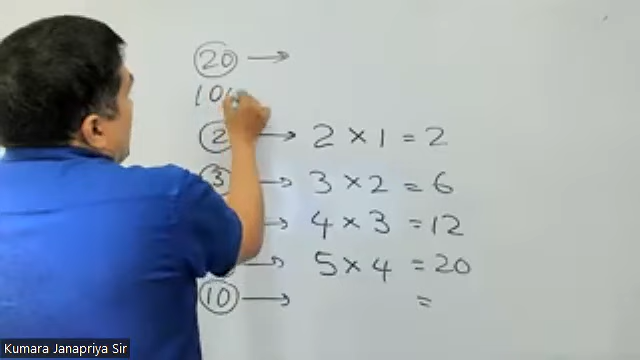 20 →
10
2 → 2 × 1 = 2
3 → 3 × 2 = 6
→ 4 × 3 = 12
→ 5 × 4 = 20
10 → =
Kumara Janapriya Sir